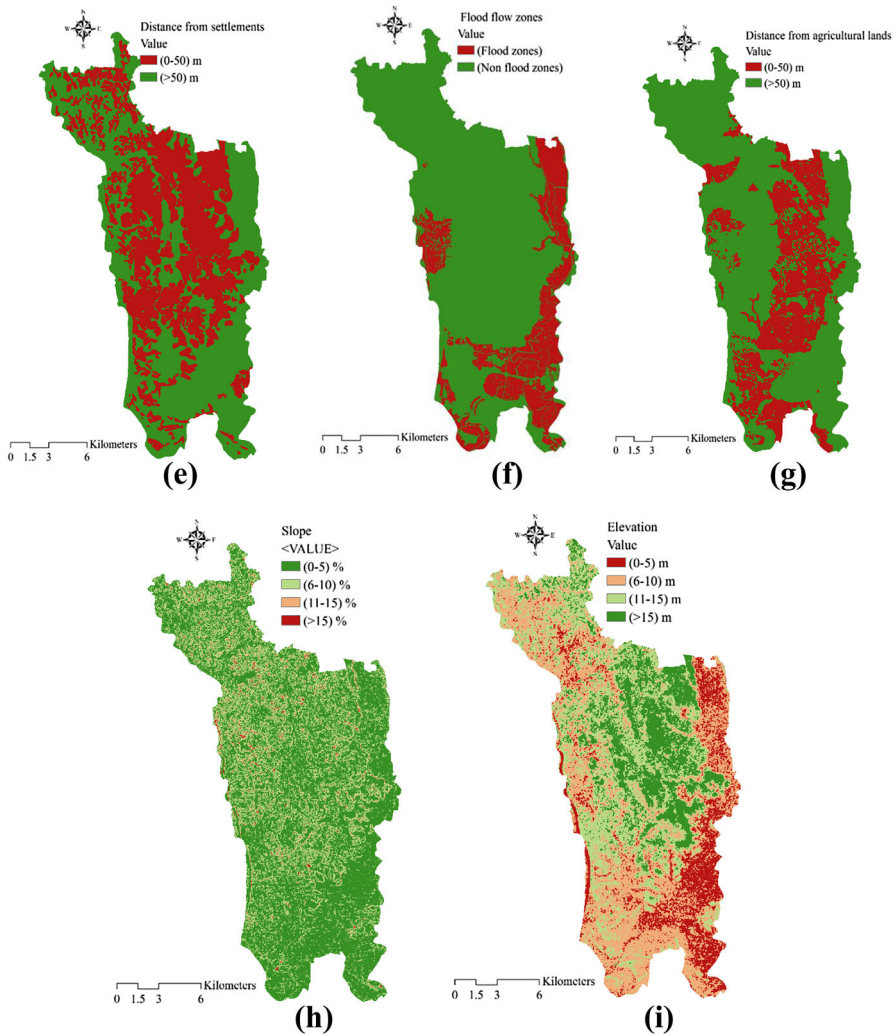 N
W E
S
Distance from settlements
Value
(0-50) m
(>50) m
Kilometers
0 1.5 3 6
(e)
N
W E
S
Flood flow zones
Value
(Flood zones)
(Non flood zones)
Kilometers
0 1.5 3 6
(f)
N
W E
S
Distance from agricultural lands
Value
(0-50) m
(>50) m
Kilometers
0 1.5 3 6
(g)
N
W E
S
Slope
<VALUE>
(0-5) %
(6-10) %
(11-15) %
(>15) %
Kilometers
0 1.5 3 6
(h)
N
W E
S
Elevation
Value
(0-5) m
(6-10) m
(11-15) m
(>15) m
Kilometers
0 1.5 3 6
(i)